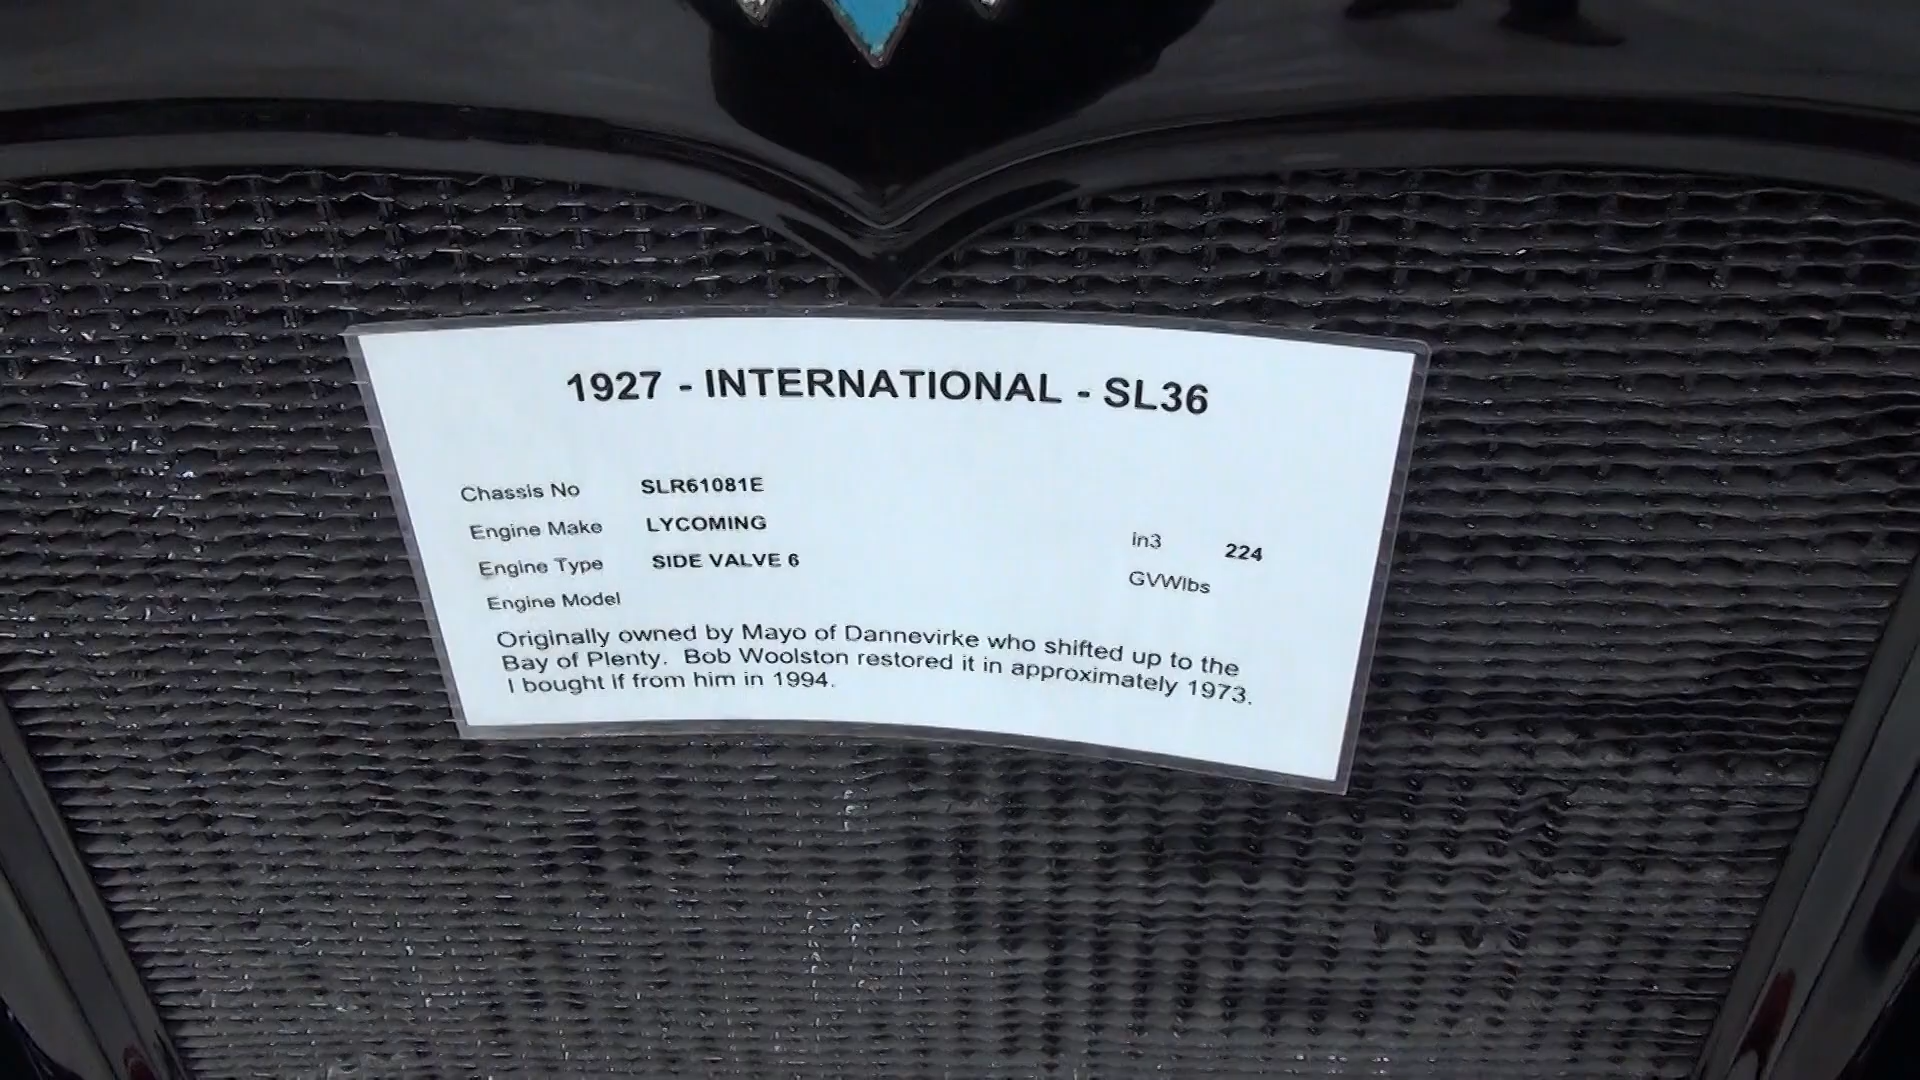 1927 - INTERNATIONAL - SL36
Chassis No SLR61081E
Engine Make LYCOMING
Engine Type SIDE VALVE 6 in3 224
Engine Model GVWlbs
Originally owned by Mayo of Dannevirke who shifted up to the
Bay of Plenty. Bob Woolston restored it in approximately 1973.
I bought if from him in 1994.